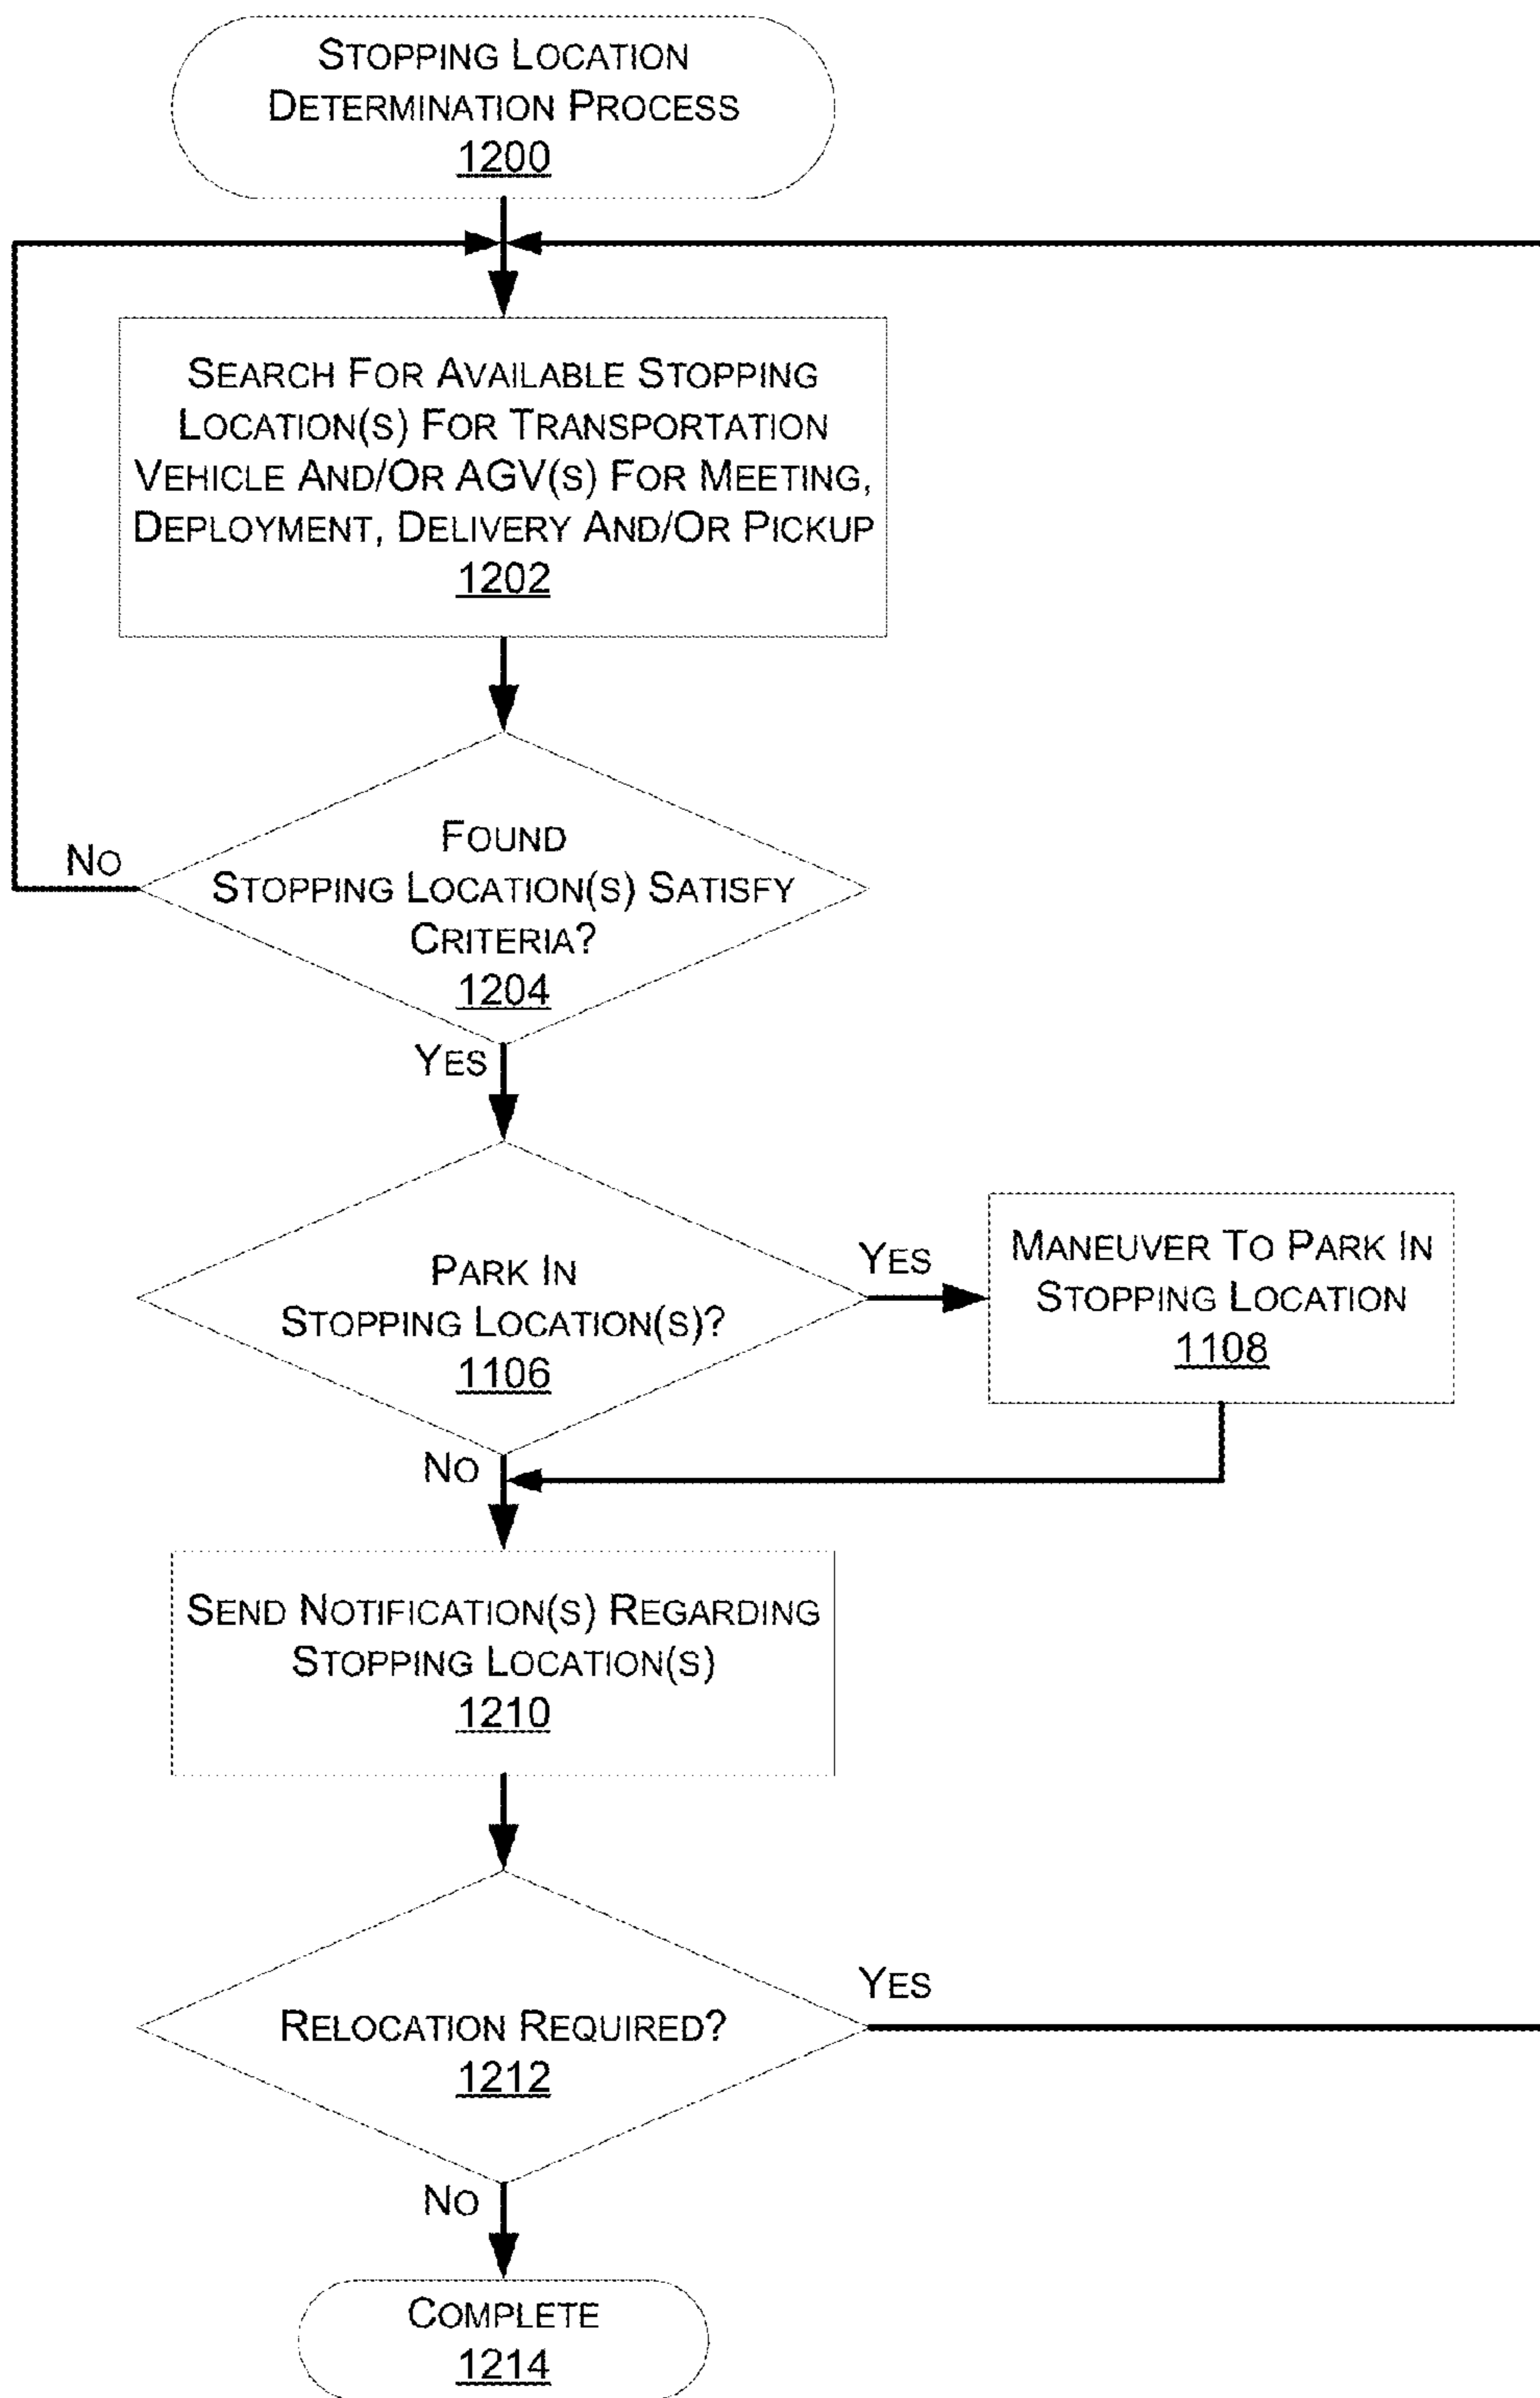 STOPPING LOCATION
DETERMINATION PROCESS
1200
SEARCH FOR AVAILABLE STOPPING
LOCATION(S) FOR TRANSPORTATION
VEHICLE AND/OR AGV(S) FOR MEETING,
DEPLOYMENT, DELIVERY AND/OR PICKUP
1202
NO
FOUND
STOPPING LOCATION(S) SATISFY
CRITERIA?
1204
YES
PARK IN
STOPPING LOCATION(S)?
1106
YES
MANEUVER TO PARK IN
STOPPING LOCATION
1108
NO
SEND NOTIFICATION(S) REGARDING
STOPPING LOCATION(S)
1210
RELOCATION REQUIRED?
1212
YES
NO
COMPLETE
1214